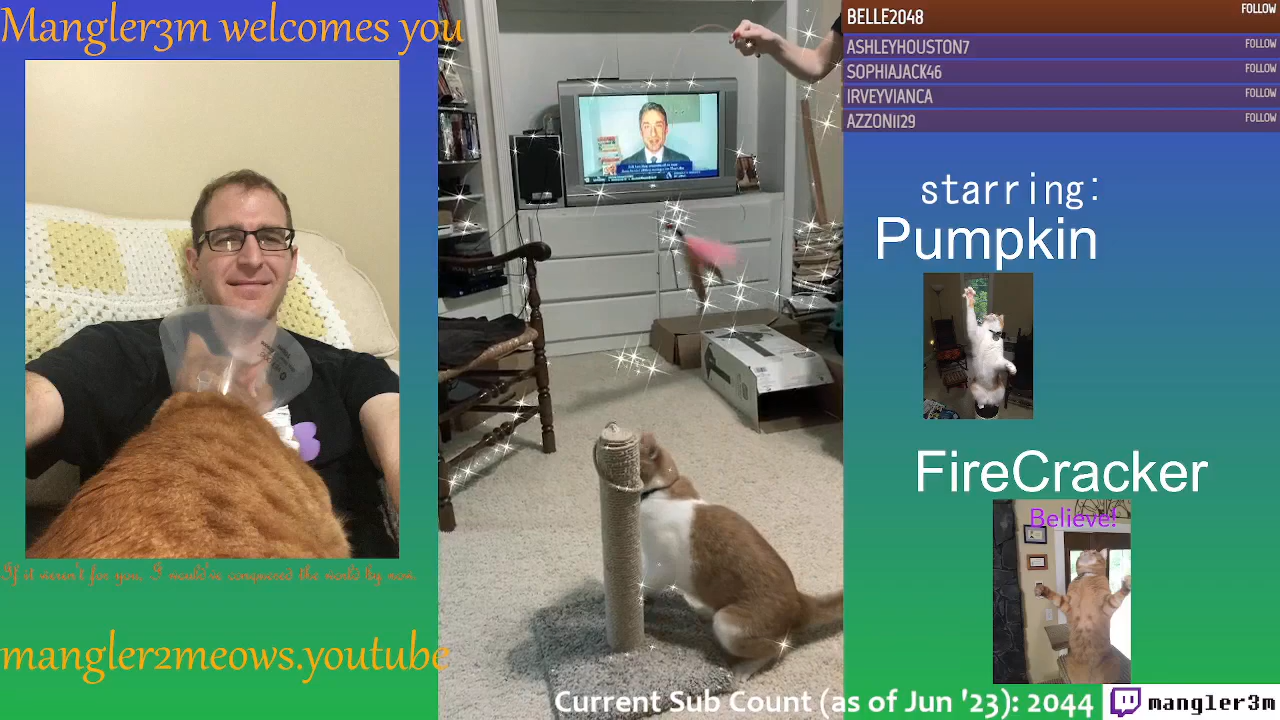 Mangler3m welcomes you
If it weren't for you, I would've conquered the world by now.
mangler2meows.youtube
BELLE2048 FOLLOW
ASHLEYHOUSTON7 FOLLOW
SOPHIAJACK46 FOLLOW
IRVEYVIANCA FOLLOW
AZZON1129 FOLLOW
starring:
Pumpkin
FireCracker
Believe!
Current Sub Count (as of Jun '23): 2044
mangler3m